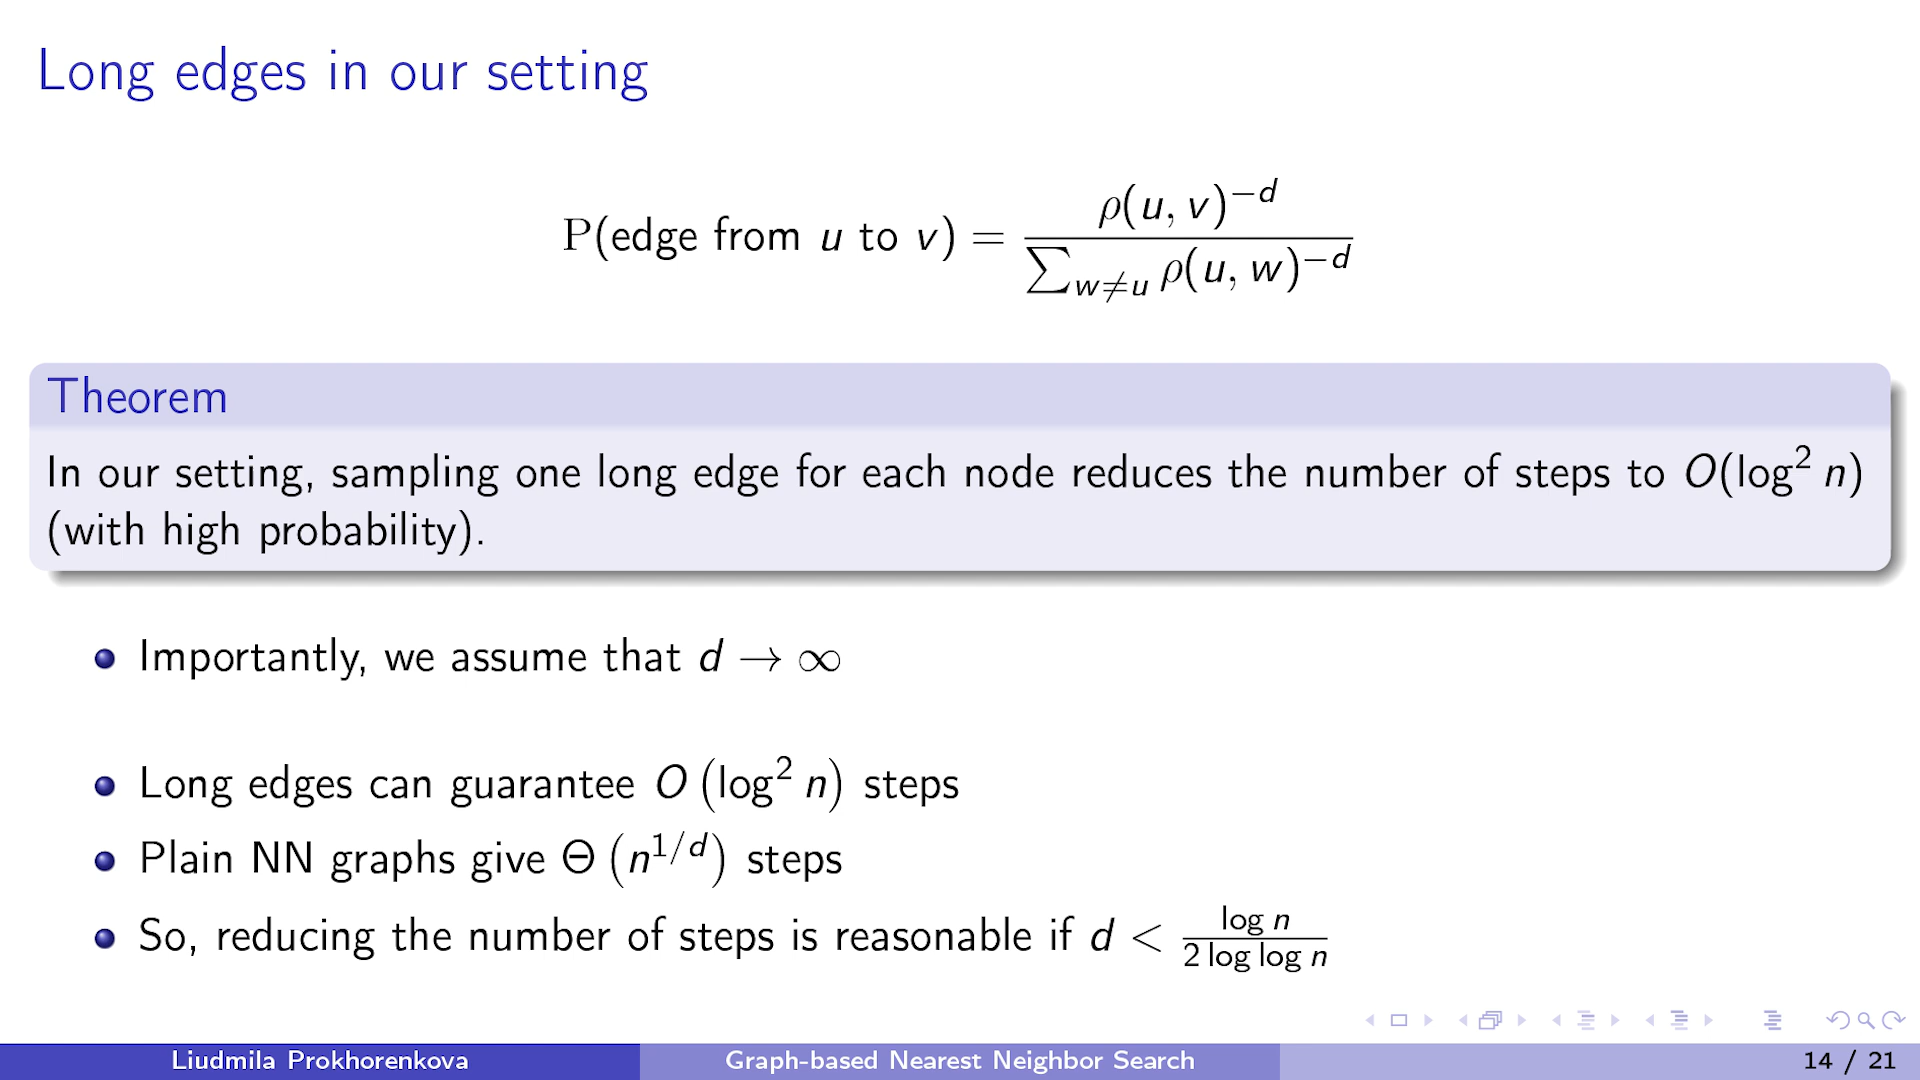 Long edges in our setting
P(edge from u to v) = ρ(u, v)^{−d} / ∑_{w≠u} ρ(u, w)^{−d}
Theorem
In our setting, sampling one long edge for each node reduces the number of steps to O(log² n)
(with high probability).
• Importantly, we assume that d → ∞
• Long edges can guarantee O (log² n) steps
• Plain NN graphs give Θ (n^{1/d}) steps
• So, reducing the number of steps is reasonable if d < log n / 2 log log n
Liudmila Prokhorenkova Graph-based Nearest Neighbor Search 14 / 21